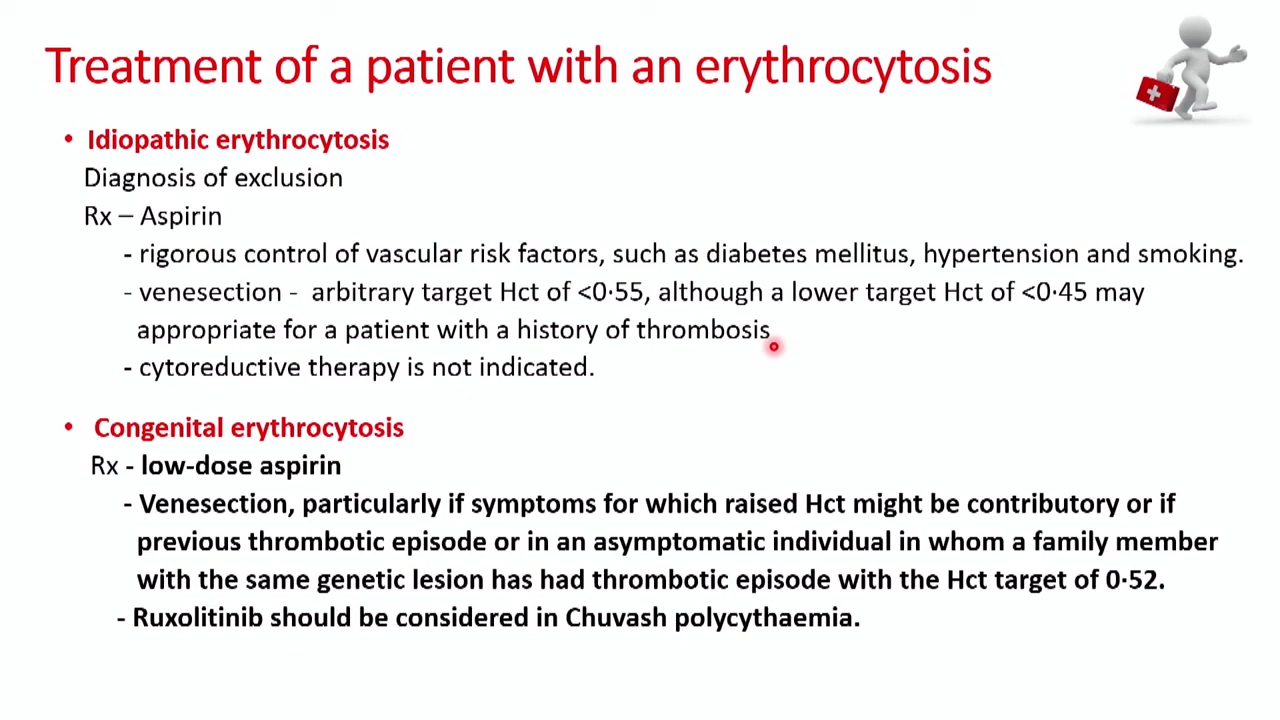 Treatment of a patient with an erythrocytosis
• Idiopathic erythrocytosis
Diagnosis of exclusion
Rx – Aspirin
- rigorous control of vascular risk factors, such as diabetes mellitus, hypertension and smoking.
- venesection - arbitrary target Hct of <0·55, although a lower target Hct of <0·45 may
appropriate for a patient with a history of thrombosis
- cytoreductive therapy is not indicated.
• Congenital erythrocytosis
Rx - low-dose aspirin
- Venesection, particularly if symptoms for which raised Hct might be contributory or if
previous thrombotic episode or in an asymptomatic individual in whom a family member
with the same genetic lesion has had thrombotic episode with the Hct target of 0·52.
- Ruxolitinib should be considered in Chuvash polycythaemia.